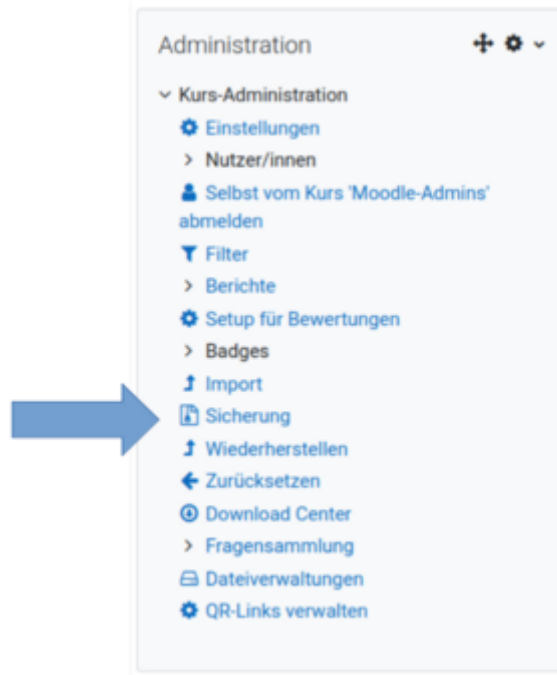 Administration
Kurs-Administration
Einstellungen
Nutzer/innen
Selbst vom Kurs 'Moodle-Admins'
abmelden
Filter
Berichte
Setup für Bewertungen
Badges
Import
Sicherung
Wiederherstellen
Zurücksetzen
Download Center
Fragensammlung
Dateiverwaltungen
QR-Links verwalten